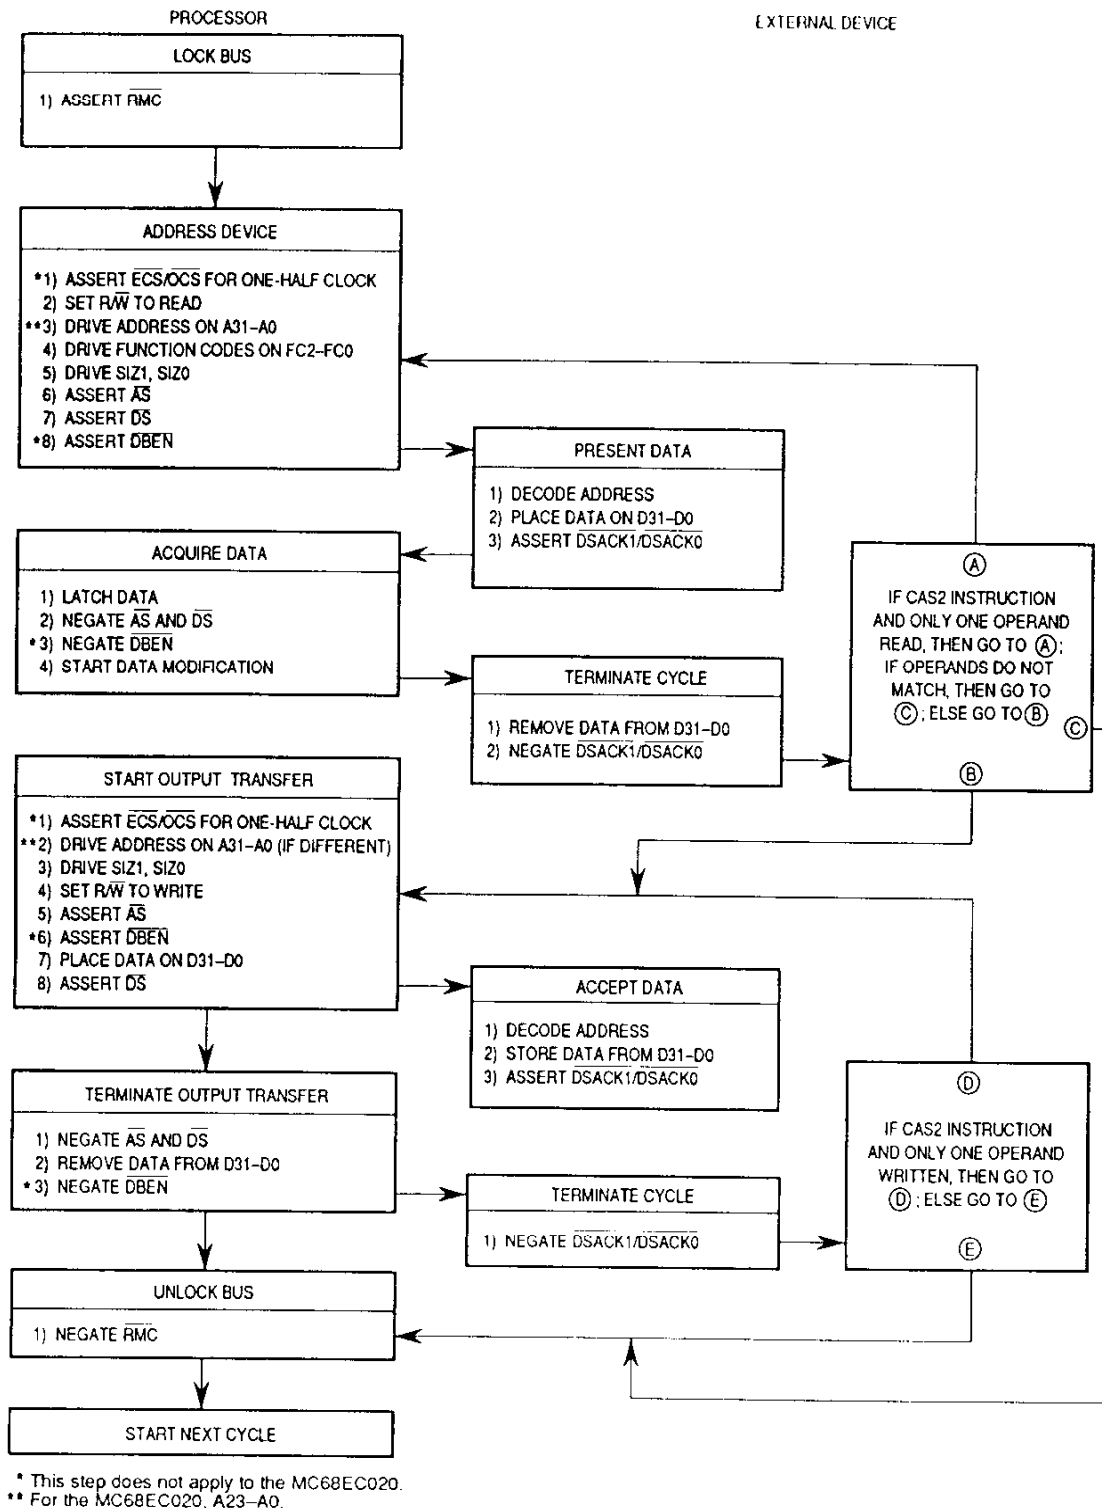 PROCESSOR
EXTERNAL DEVICE
LOCK BUS
1) ASSERT RMC
ADDRESS DEVICE
*1) ASSERT ECS/OCS FOR ONE-HALF CLOCK
2) SET R/W TO READ
**3) DRIVE ADDRESS ON A31–A0
4) DRIVE FUNCTION CODES ON FC2–FC0
5) DRIVE SIZ1, SIZ0
6) ASSERT AS
7) ASSERT DS
*8) ASSERT DBEN
PRESENT DATA
1) DECODE ADDRESS
2) PLACE DATA ON D31–D0
3) ASSERT DSACK1/DSACK0
ACQUIRE DATA
1) LATCH DATA
2) NEGATE AS AND DS
*3) NEGATE DBEN
4) START DATA MODIFICATION
TERMINATE CYCLE
1) REMOVE DATA FROM D31–D0
2) NEGATE DSACK1/DSACK0
A
IF CAS2 INSTRUCTION
AND ONLY ONE OPERAND
READ, THEN GO TO A;
IF OPERANDS DO NOT
MATCH, THEN GO TO
C; ELSE GO TO B
C
B
START OUTPUT TRANSFER
*1) ASSERT ECS/OCS FOR ONE-HALF CLOCK
**2) DRIVE ADDRESS ON A31–A0 (IF DIFFERENT)
3) DRIVE SIZ1, SIZ0
4) SET R/W TO WRITE
5) ASSERT AS
*6) ASSERT DBEN
7) PLACE DATA ON D31–D0
8) ASSERT DS
ACCEPT DATA
1) DECODE ADDRESS
2) STORE DATA FROM D31–D0
3) ASSERT DSACK1/DSACK0
TERMINATE OUTPUT TRANSFER
1) NEGATE AS AND DS
2) REMOVE DATA FROM D31–D0
*3) NEGATE DBEN
TERMINATE CYCLE
1) NEGATE DSACK1/DSACK0
D
IF CAS2 INSTRUCTION
AND ONLY ONE OPERAND
WRITTEN, THEN GO TO
D; ELSE GO TO E
E
UNLOCK BUS
1) NEGATE RMC
START NEXT CYCLE
* This step does not apply to the MC68EC020.
** For the MC68EC020, A23–A0.